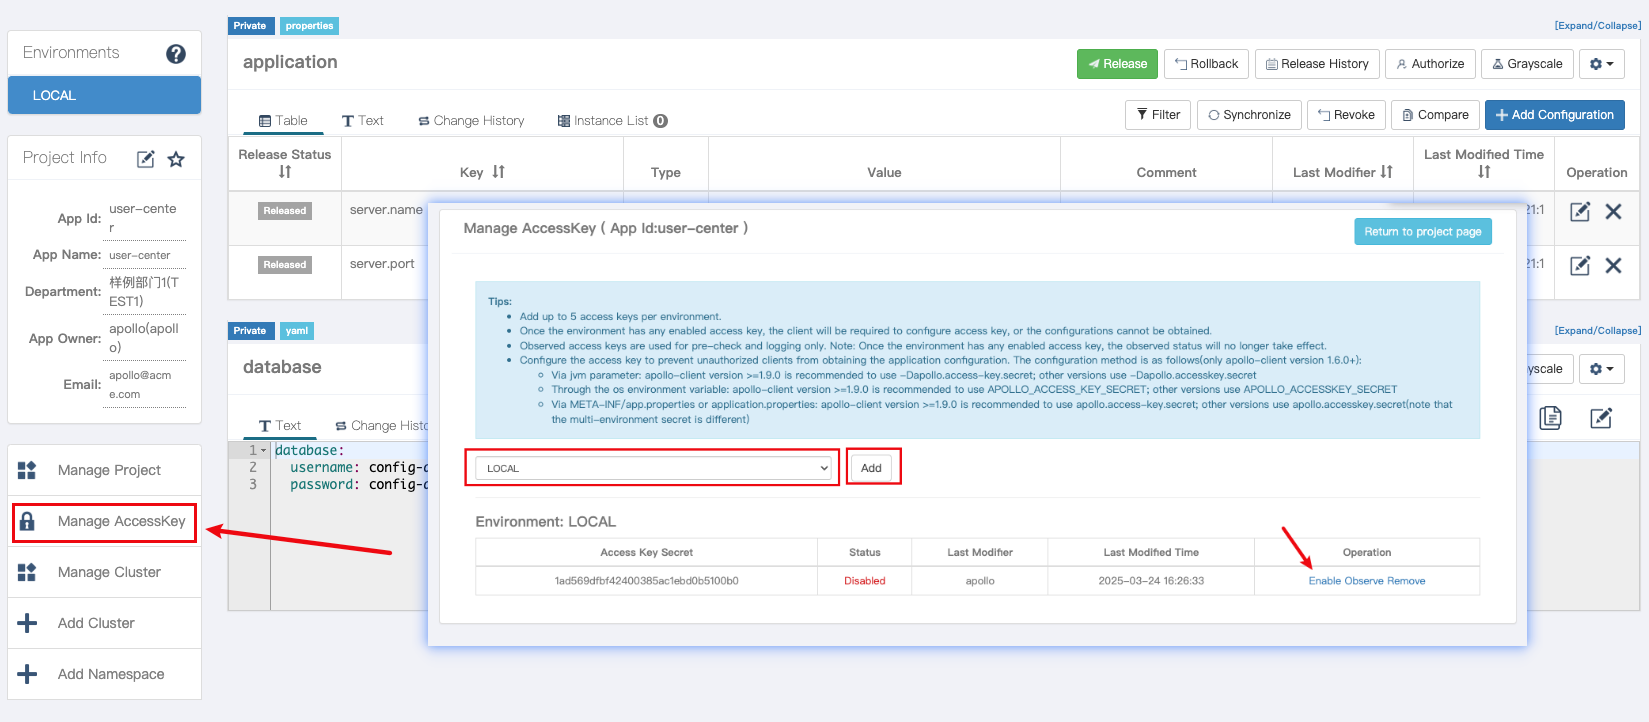 Environments
LOCAL
Project Info
App Id: user-cente
r
App Name: user-center
Department: 样例部门1(T
EST1)
App Owner: apollo(apoll
o)
Email: apollo@acm
e.com
Manage Project
Manage AccessKey
Manage Cluster
Add Cluster
Add Namespace
Private properties [Expand/Collapse]
application Release Rollback Release History Authorize Grayscale
Table Text Change History Instance List 0 Filter Synchronize Revoke Compare Add Configuration
Release Status Key Type Value Comment Last Modifier Last Modified Time Operation
Released server.name 21:1
Released server.port 21:1
Private yaml [Expand/Collapse]
database yscale
Text Change Histo
1 database:
2 username: config-
3 password: config-
Manage AccessKey ( App Id:user-center ) Return to project page
Tips:
Add up to 5 access keys per environment.
Once the environment has any enabled access key, the client will be required to configure access key, or the configurations cannot be obtained.
Observed access keys are used for pre-check and logging only. Note: Once the environment has any enabled access key, the observed status will no longer take effect.
Configure the access key to prevent unauthorized clients from obtaining the application configuration. The configuration method is as follows(only apollo-client version 1.6.0+):
Via jvm parameter: apollo-client version >=1.9.0 is recommended to use -Dapollo.access-key.secret; other versions use -Dapollo.accesskey.secret
Through the os environment variable: apollo-client version >=1.9.0 is recommended to use APOLLO_ACCESS_KEY_SECRET; other versions use APOLLO_ACCESSKEY_SECRET
Via META-INF/app.properties or application.properties: apollo-client version >=1.9.0 is recommended to use apollo.access-key.secret; other versions use apollo.accesskey.secret(note that
the multi-environment secret is different)
LOCAL Add
Environment: LOCAL
Access Key Secret Status Last Modifier Last Modified Time Operation
1ad569dfbf42400385ac1ebd0b5100b0 Disabled apollo 2025-03-24 16:26:33 Enable Observe Remove